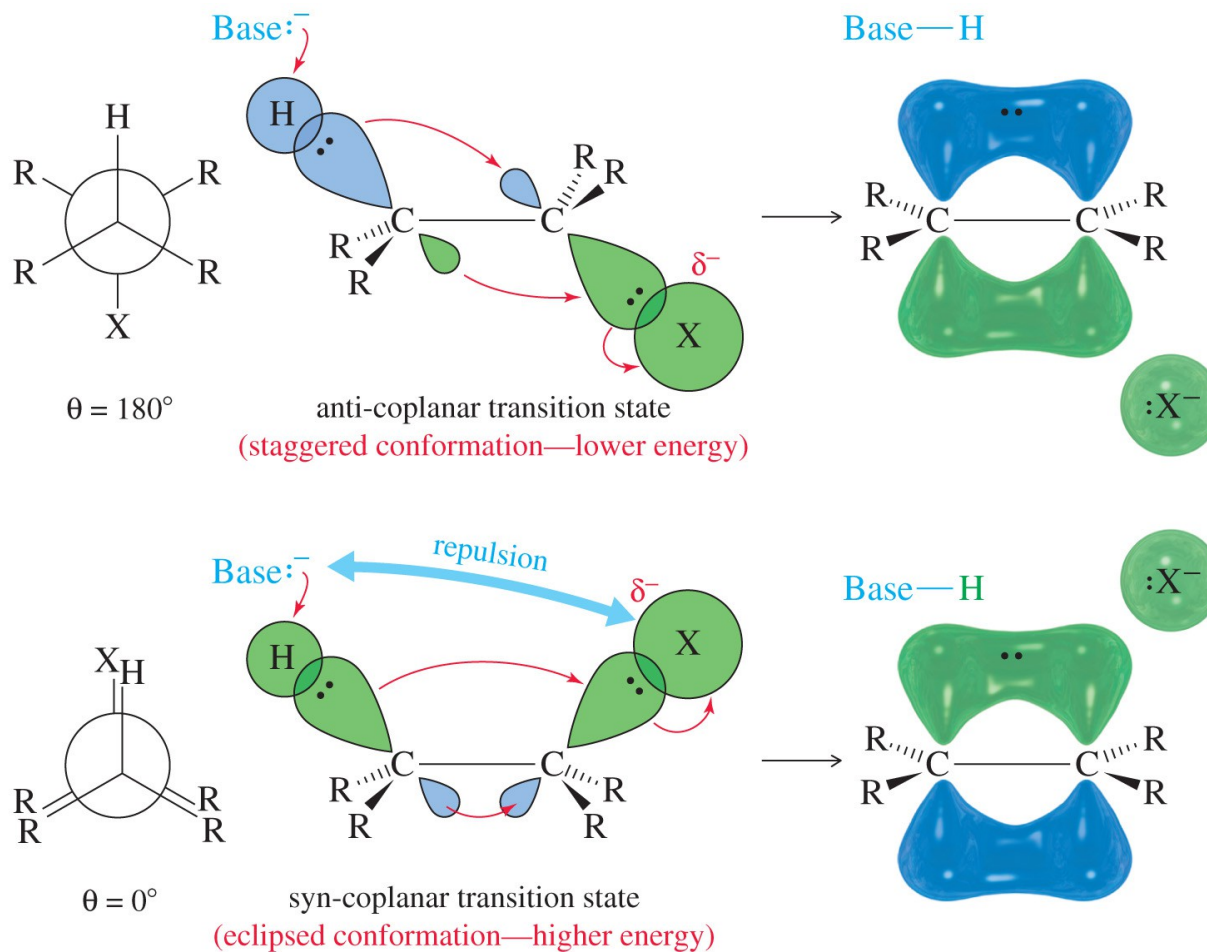 Base:⁻
Base—H
H
R
R
R
R
X
θ = 180°
H
R
R
C
C
R
R
δ⁻
X
anti-coplanar transition state
(staggered conformation—lower energy)
R
R
C
C
R
R
:X⁻
Base:⁻
repulsion
Base—H
:X⁻
X
H
R
R
R
R
θ = 0°
H
δ⁻
X
R
R
C
C
R
R
syn-coplanar transition state
(eclipsed conformation—higher energy)
R
R
C
C
R
R